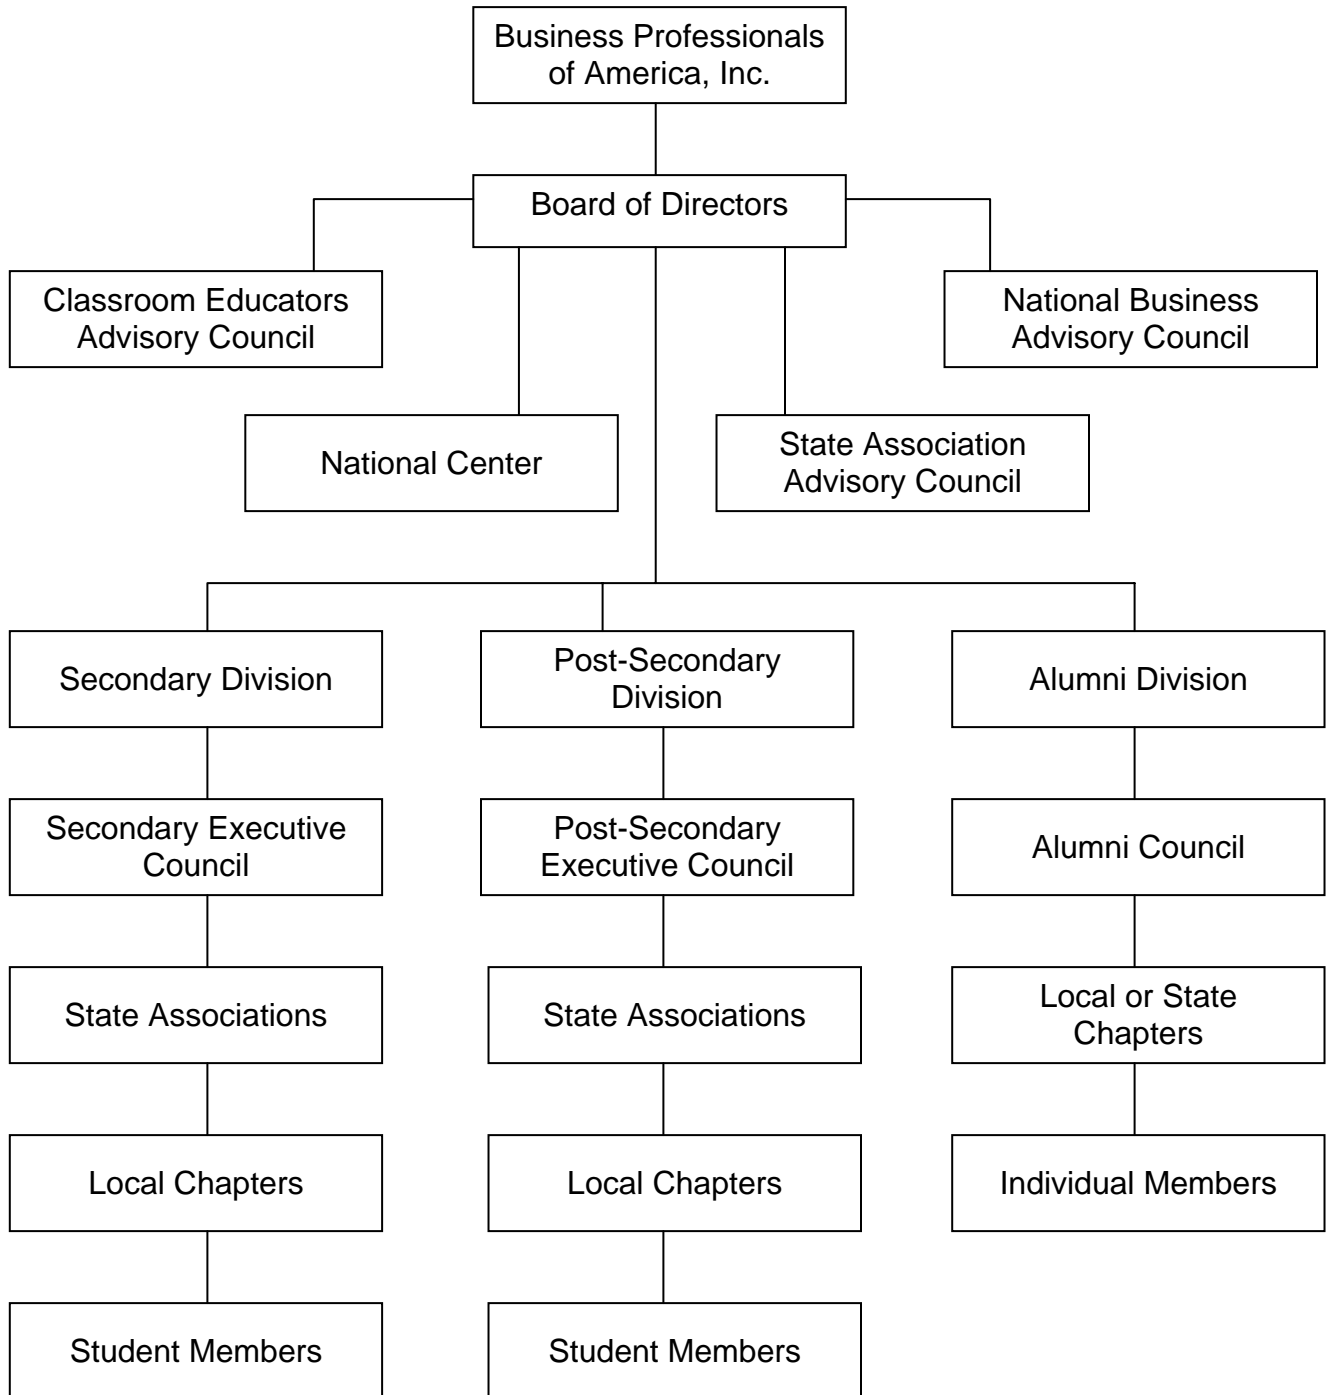 Business Professionals
of America, Inc.
Board of Directors
Classroom Educators
Advisory Council
National Business
Advisory Council
National Center
State Association
Advisory Council
Secondary Division
Post-Secondary
Division
Alumni Division
Secondary Executive
Council
Post-Secondary
Executive Council
Alumni Council
State Associations
State Associations
Local or State
Chapters
Local Chapters
Local Chapters
Individual Members
Student Members
Student Members